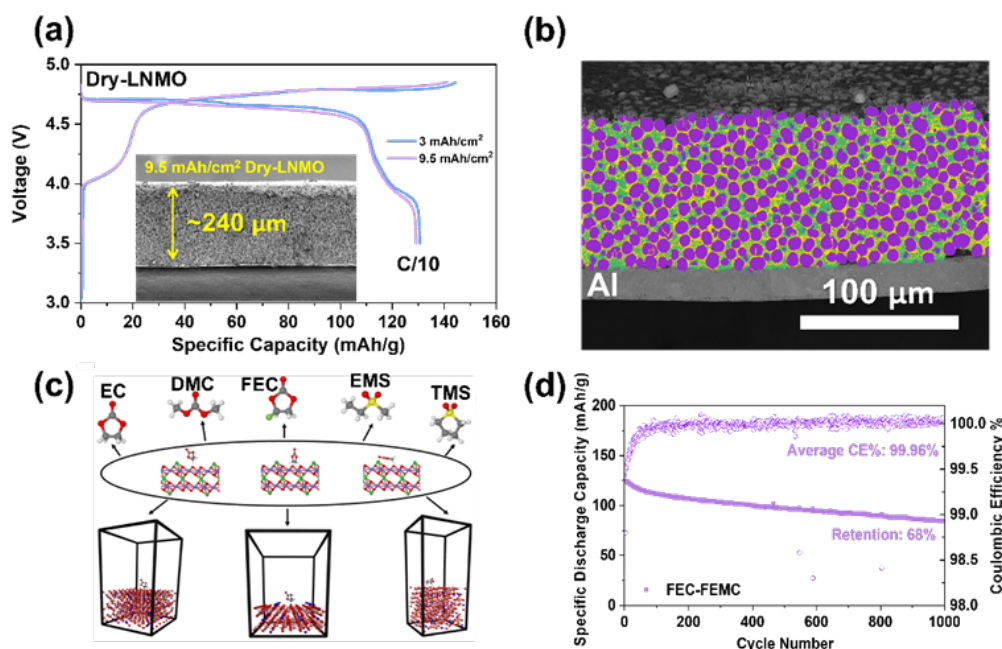 (a)
Dry-LNMO
3 mAh/cm²
9.5 mAh/cm²
9.5 mAh/cm² Dry-LNMO
~240 µm
C/10
Voltage (V)
5.0
4.5
4.0
3.5
3.0
0 20 40 60 80 100 120 140 160
Specific Capacity (mAh/g)
(b)
Al
100 µm
(c)
EC
DMC
FEC
EMS
TMS
(d)
Specific Discharge Capacity (mAh/g)
200
150
100
50
0
Average CE%: 99.96%
Retention: 68%
FEC-FEMC
100.0
99.5
99.0
98.5
98.0
Coulombic Efficiency %
0 200 400 600 800 1000
Cycle Number